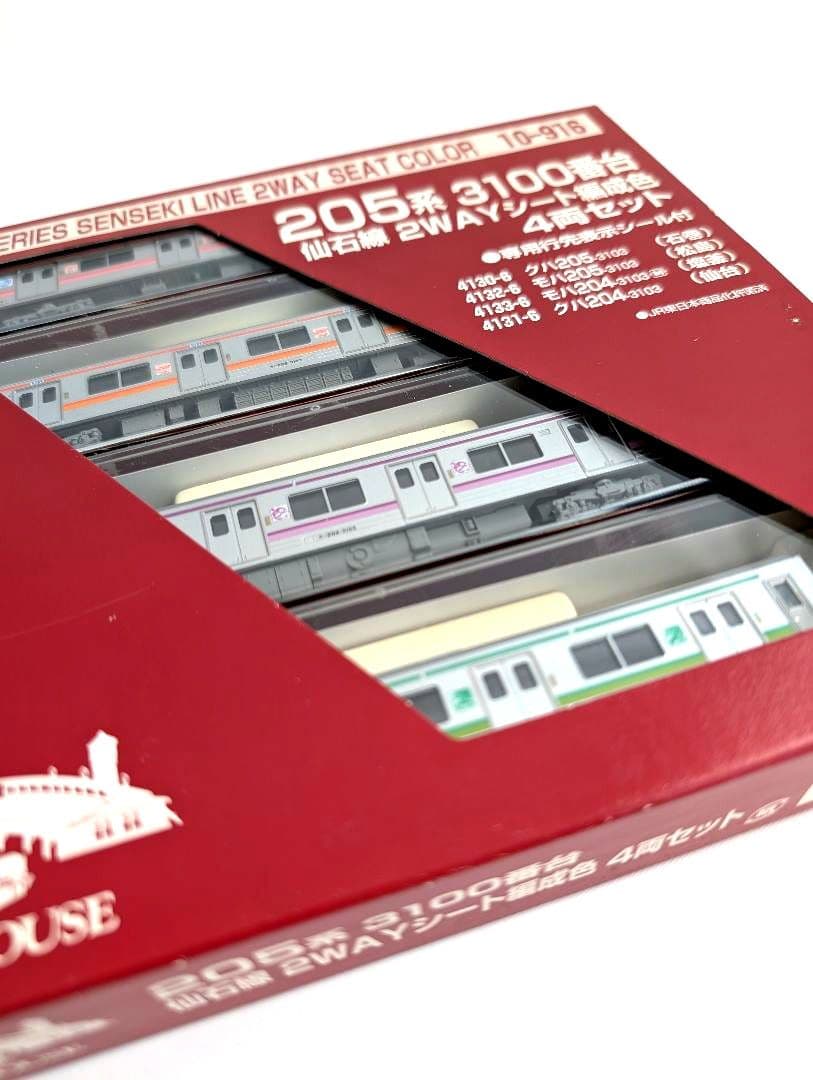 ERIES SENSEKI LINE 2WAY SEAT COLOR 10-916
205系 3100番台
仙石線 2WAYシート編成色
4両セット
●専用行先表示シール付
4130-6 クハ205-3103 (石巻)
4132-6 モハ205-3103 (松島)
4133-6 モハ204-3103 Ⓜ (塩釜)
4131-6 クハ204-3103 (仙台)
●JR東日本商品化許諾済
OUSE
205系 3100番台
仙石線 2WAYシート編成色 4両セット